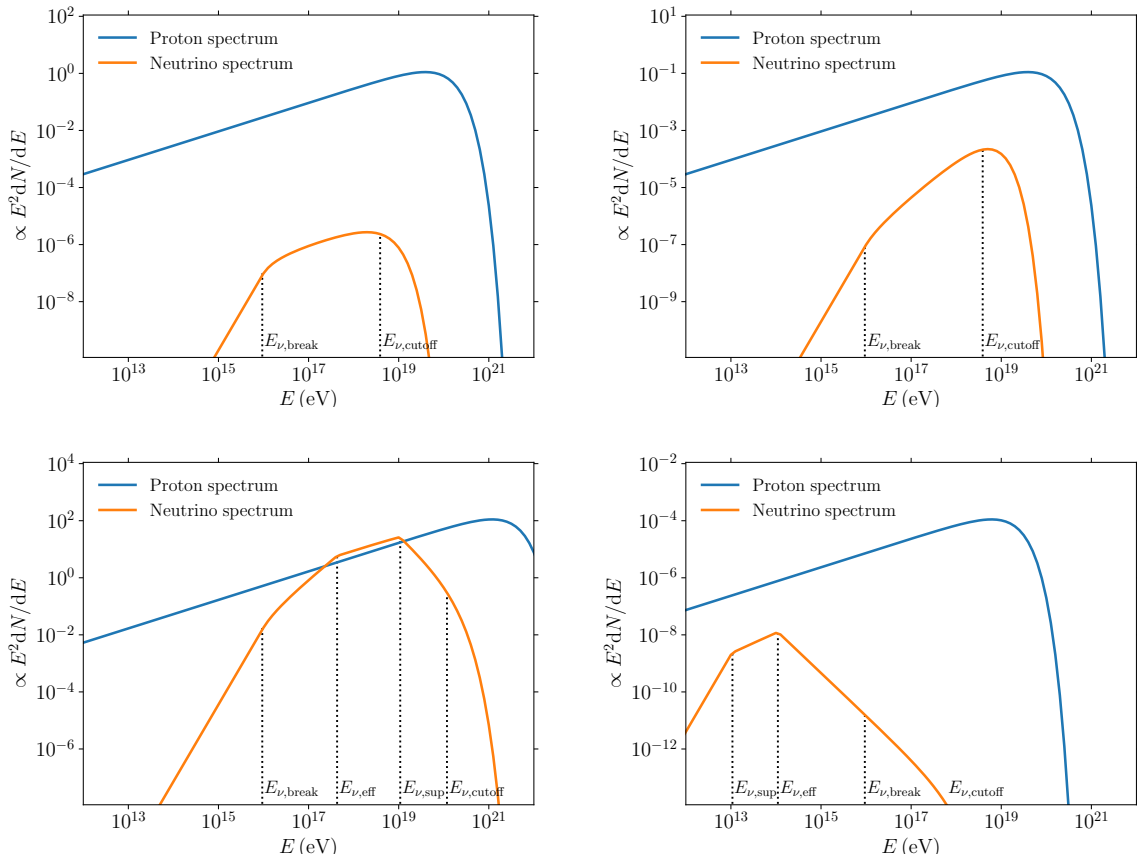 10^2
10^0
10^-2
10^-4
10^-6
10^-8
∝ E^2dN/dE
Proton spectrum
Neutrino spectrum
E_ν,break
E_ν,cutoff
10^13
10^15
10^17
10^19
10^21
E (eV)
10^1
10^-1
10^-3
10^-5
10^-7
10^-9
∝ E^2dN/dE
Proton spectrum
Neutrino spectrum
E_ν,break
E_ν,cutoff
10^13
10^15
10^17
10^19
10^21
E (eV)
10^4
10^2
10^0
10^-2
10^-4
10^-6
∝ E^2dN/dE
Proton spectrum
Neutrino spectrum
E_ν,break
E_ν,eff
E_ν,sup
E_ν,cutoff
10^13
10^15
10^17
10^19
10^21
E (eV)
10^-2
10^-4
10^-6
10^-8
10^-10
10^-12
∝ E^2dN/dE
Proton spectrum
Neutrino spectrum
E_ν,sup
E_ν,eff
E_ν,break
E_ν,cutoff
10^13
10^15
10^17
10^19
10^21
E (eV)